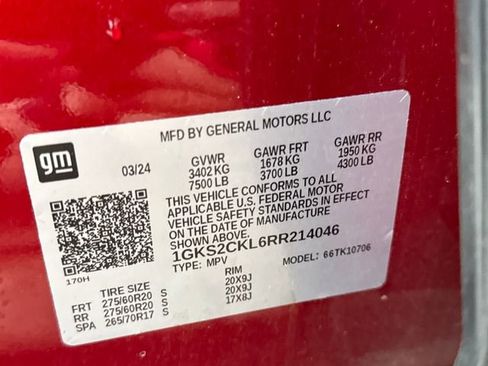 MFD BY GENERAL MOTORS LLC
gm
03/24
GVWR GAWR FRT GAWR RR
3402 KG 1678 KG 1950 KG
7500 LB 3700 LB 4300 LB
THIS VEHICLE CONFORMS TO ALL
APPLICABLE U.S. FEDERAL MOTOR
VEHICLE SAFETY STANDARDS IN EFFECT
ON THE DATE OF MANUFACTURE
SHOWN ABOVE.
1GKS2CKL6RR214046
TYPE: MPV MODEL: 66TK10706
170H
TIRE SIZE RIM
FRT 275/60R20 S 20X9J
RR 275/60R20 S 20X9J
SPA 265/70R17 S 17X8J